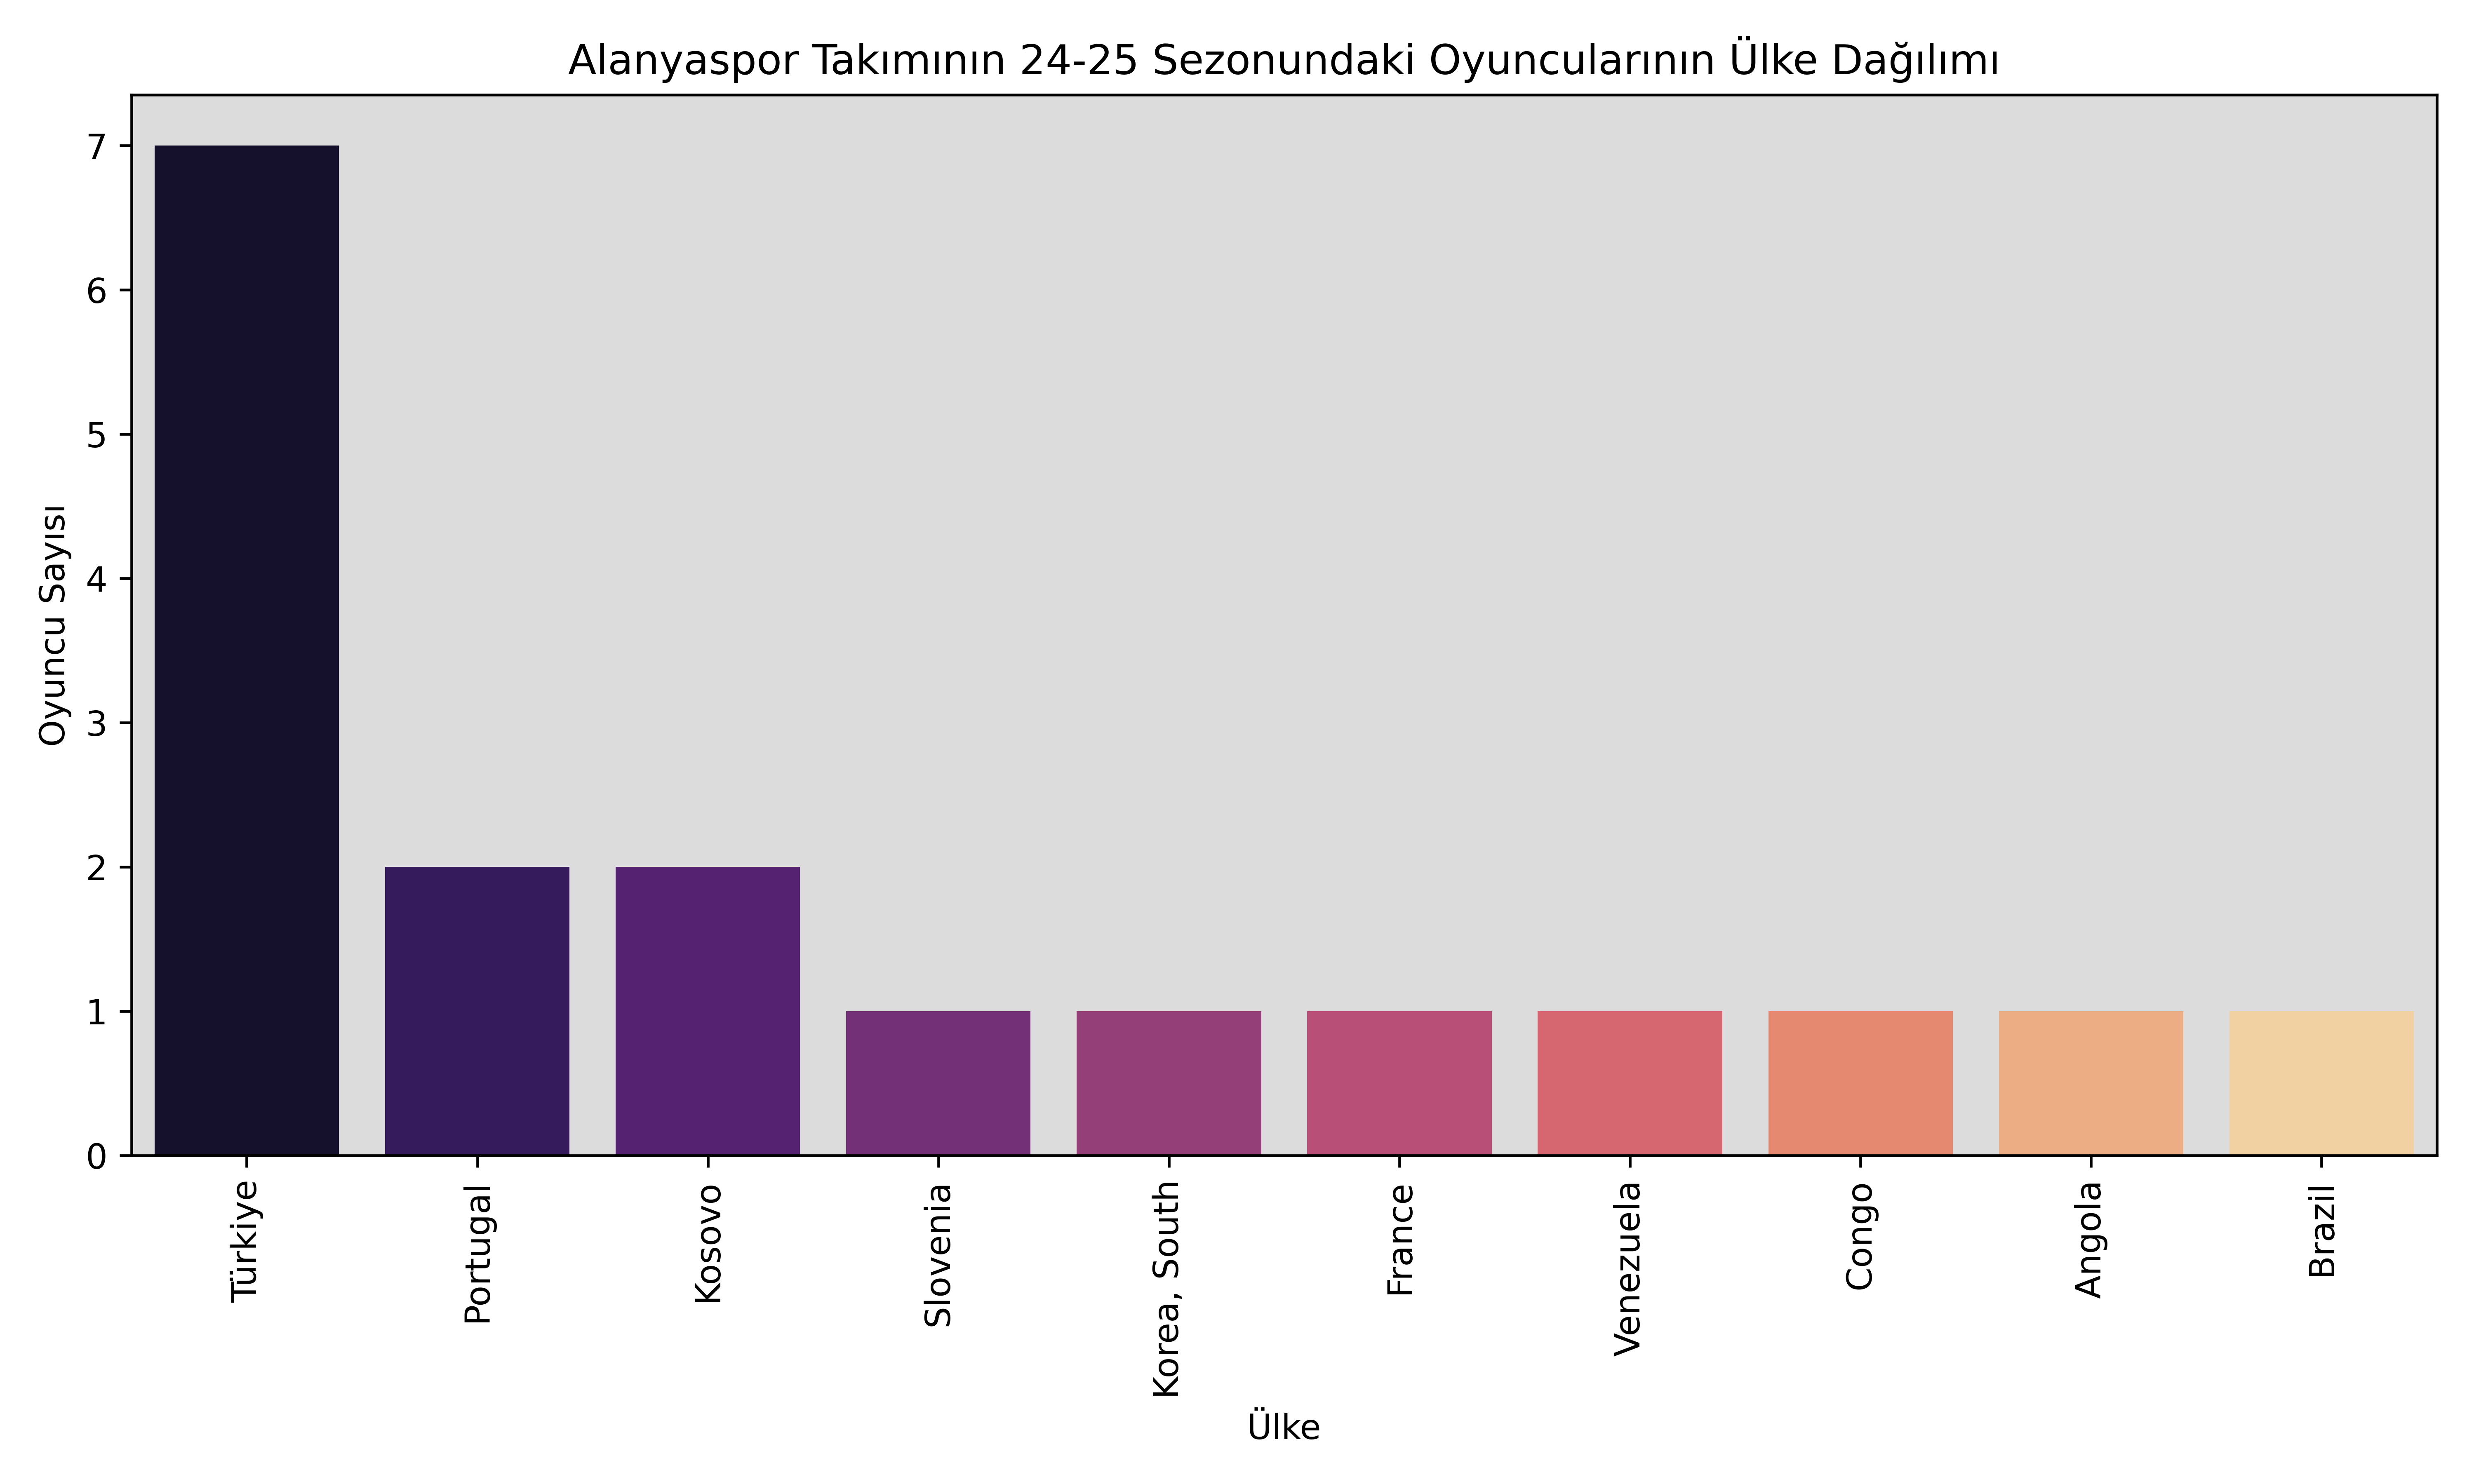 Alanyaspor Takımının 24-25 Sezonundaki Oyuncularının Ülke Dağılımı
Oyuncu Sayısı
7
6
5
4
3
2
1
0
Türkiye
Portugal
Kosovo
Slovenia
Korea, South
France
Venezuela
Congo
Angola
Brazil
Ülke